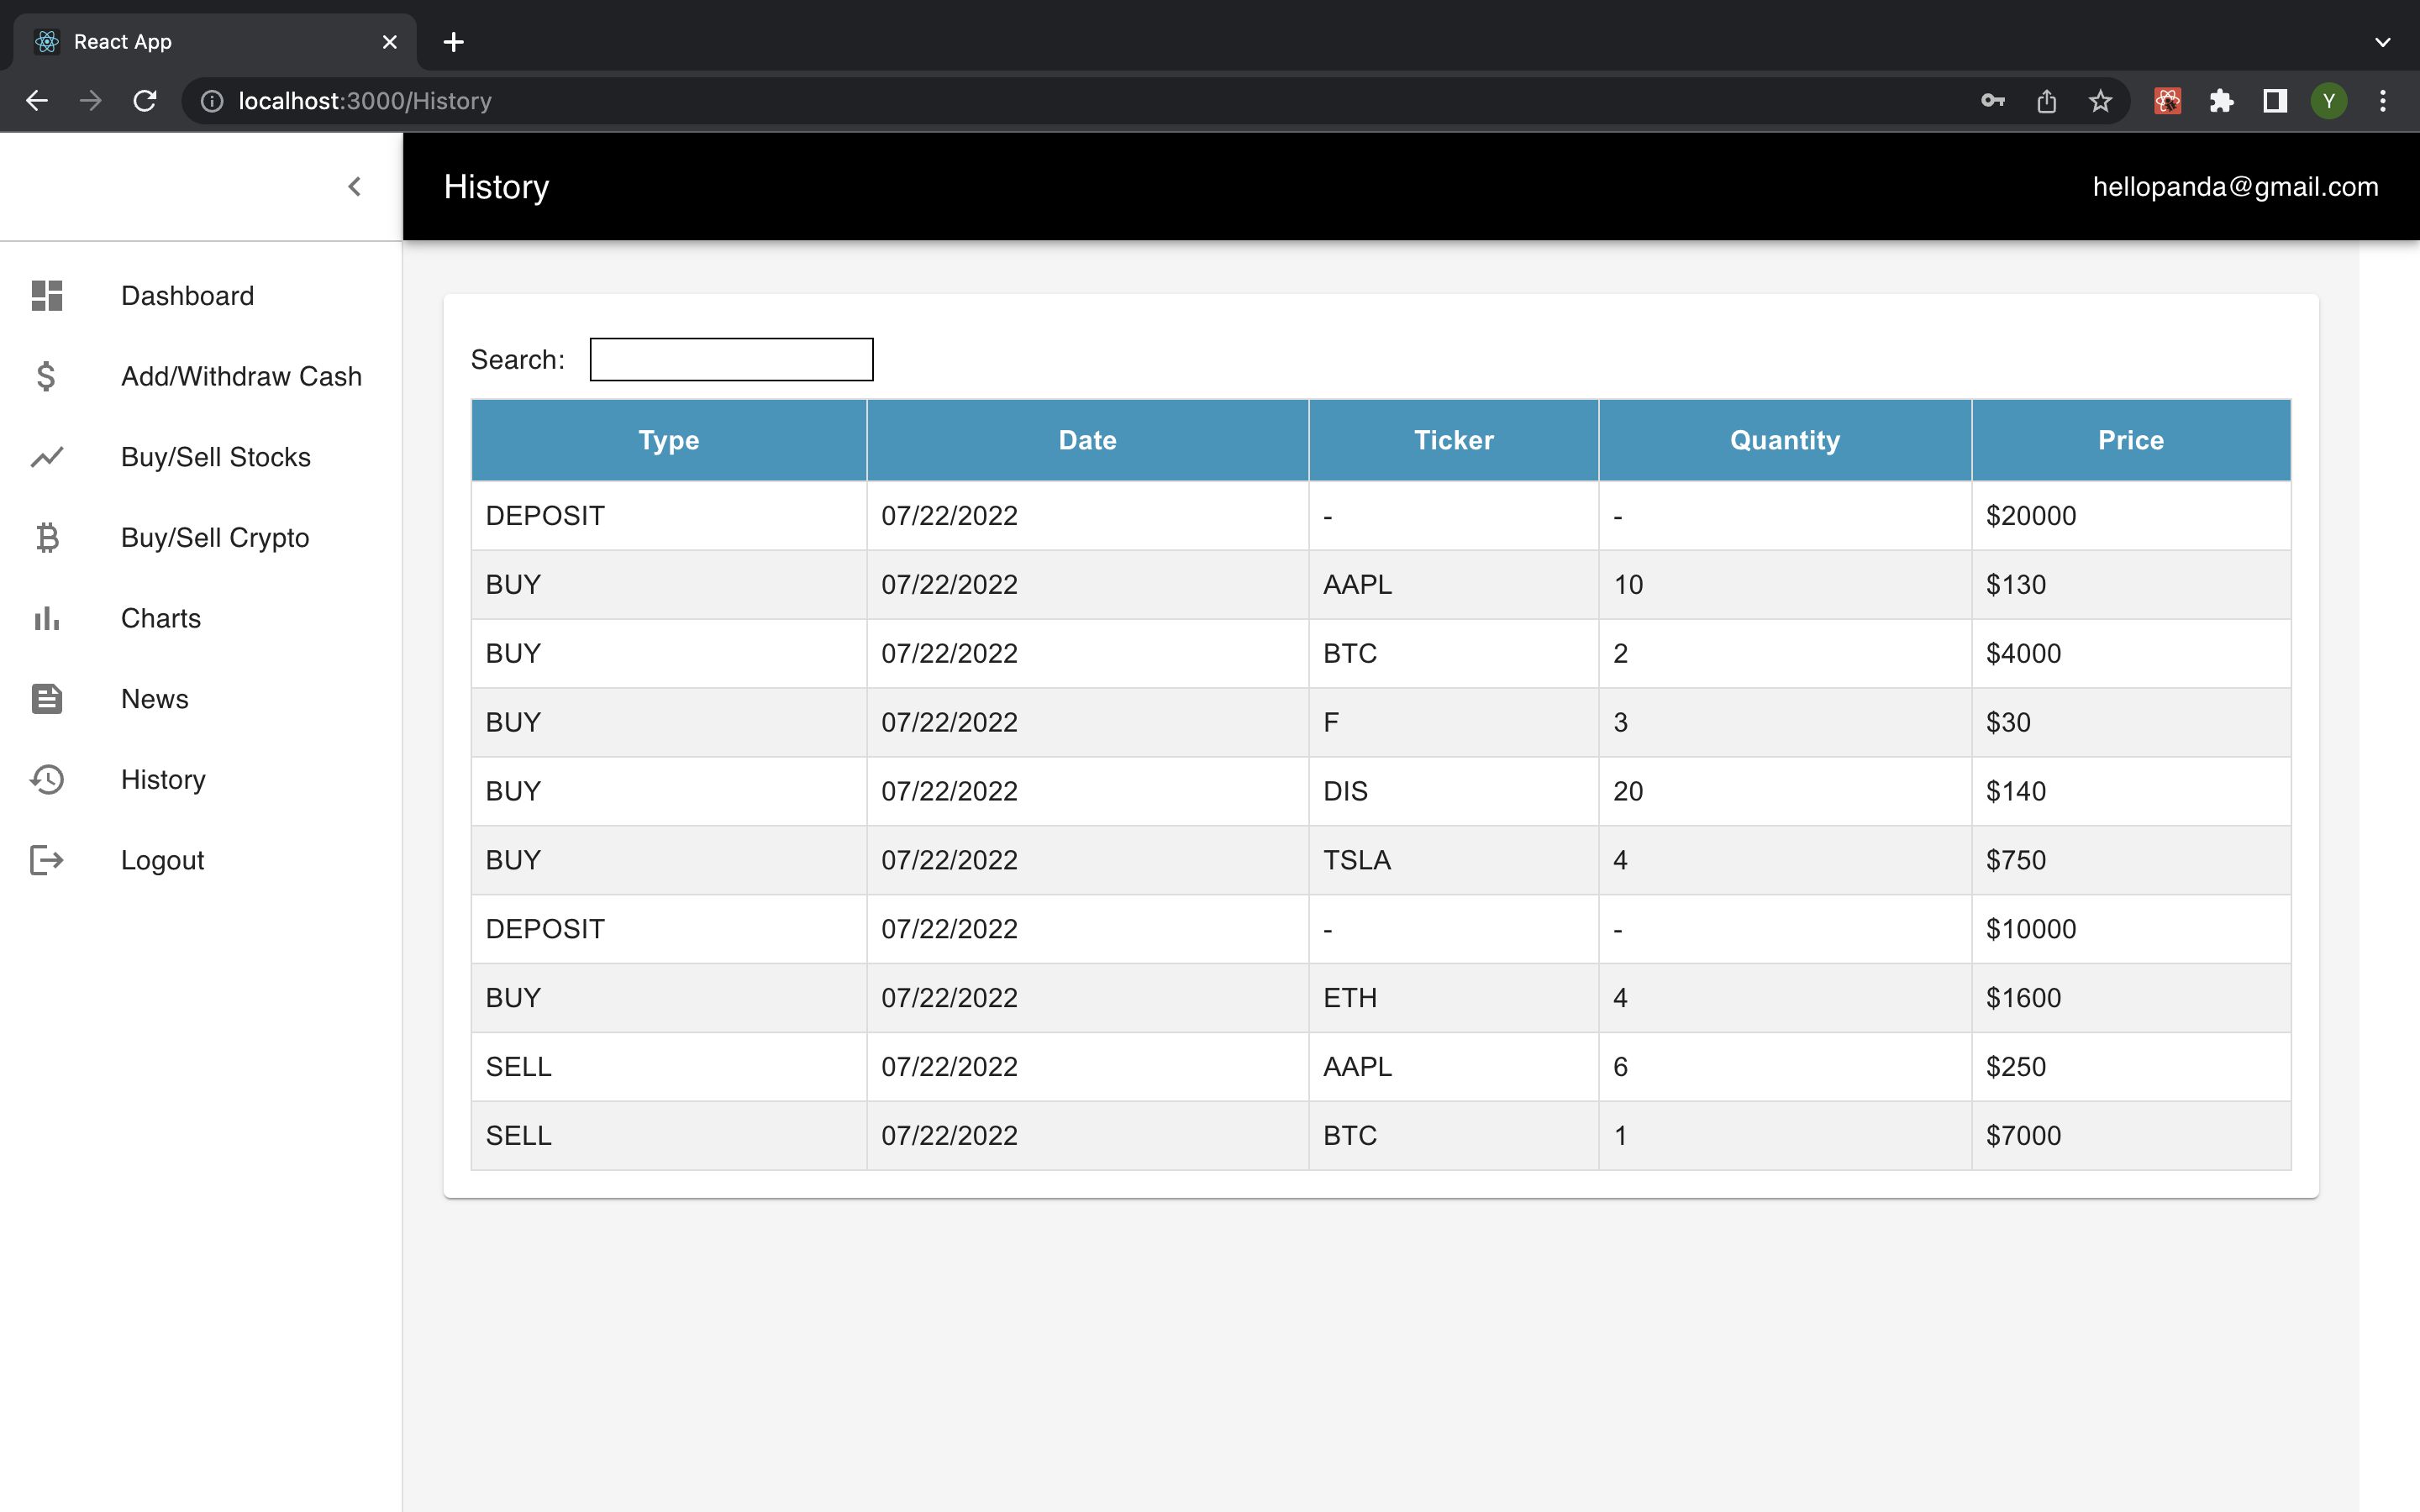 React App
localhost:3000/History
Y
History
hellopanda@gmail.com
Dashboard
Add/Withdraw Cash
Buy/Sell Stocks
Buy/Sell Crypto
Charts
News
History
Logout
Search:
Type Date Ticker Quantity Price
DEPOSIT 07/22/2022 - - $20000
BUY 07/22/2022 AAPL 10 $130
BUY 07/22/2022 BTC 2 $4000
BUY 07/22/2022 F 3 $30
BUY 07/22/2022 DIS 20 $140
BUY 07/22/2022 TSLA 4 $750
DEPOSIT 07/22/2022 - - $10000
BUY 07/22/2022 ETH 4 $1600
SELL 07/22/2022 AAPL 6 $250
SELL 07/22/2022 BTC 1 $7000